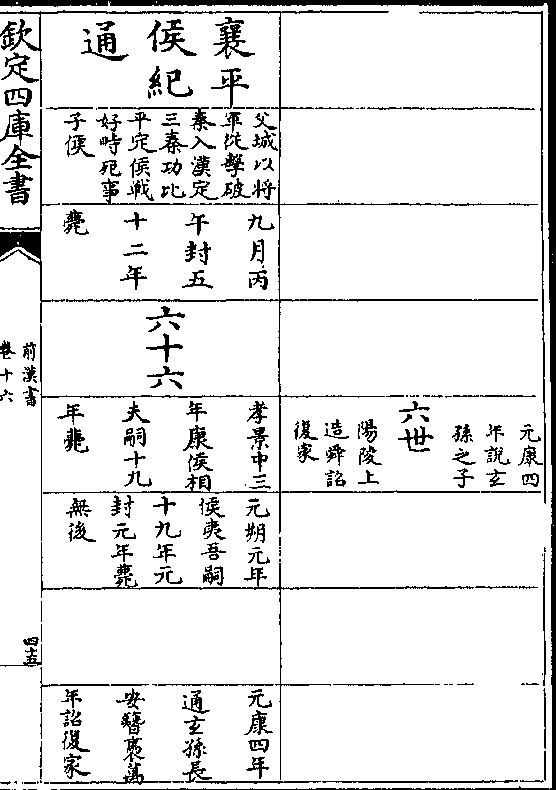 六世
元康四
年說玄
孫之子
陽陵上
造舜詔
復家
襄平
侯紀
通
父城以將
軍從擊破
秦入漢定
三秦功比
平定侯戰
好畤死事
子侯
九月丙
午封五
十二年
薨
六十六
孝景中三
年康侯相
夫嗣十九
年薨
元朔元年
侯夷吾嗣
十九年元
封元年薨
無後
元康四年
通玄孫長
安簪褭萬
年詔復家
欽定四庫全書
前漢書
卷十六
四十五